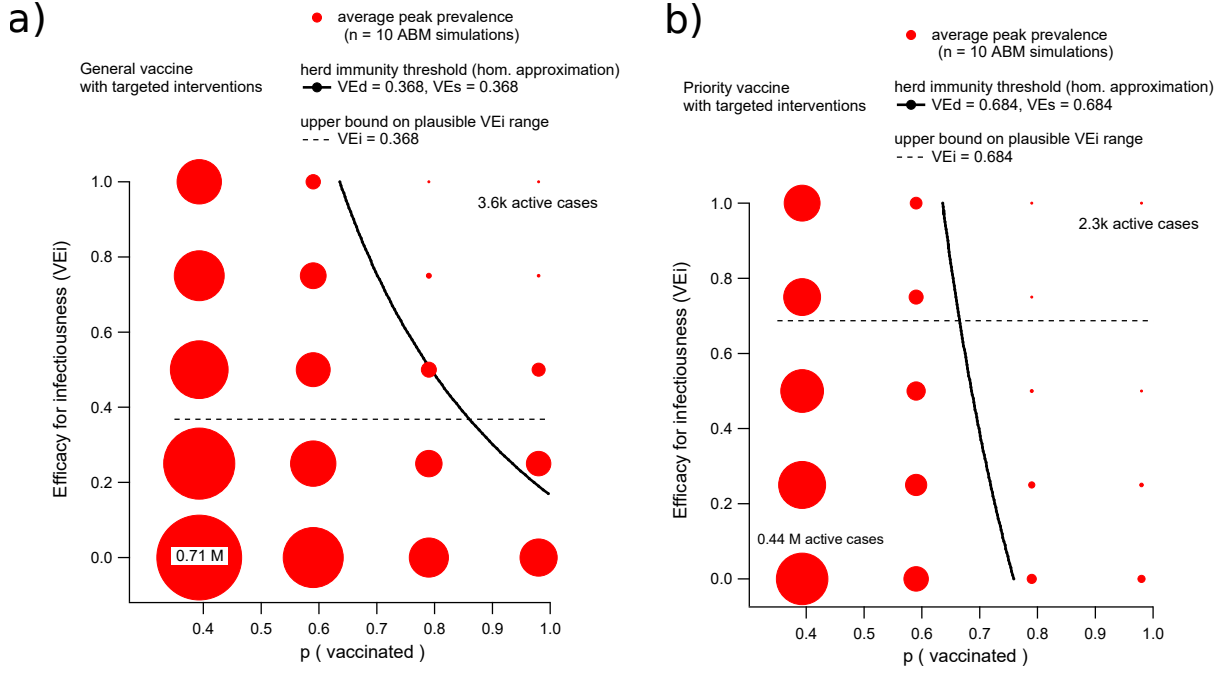 a)
average peak prevalence
(n = 10 ABM simulations)
General vaccine
with targeted interventions
herd immunity threshold (hom. approximation)
VEd = 0.368, VEs = 0.368
upper bound on plausible VEi range
VEi = 0.368
Efficacy for infectiousness (VEi)
1.0
0.8
0.6
0.4
0.2
0.0
3.6k active cases
0.71 M
0.4 0.5 0.6 0.7 0.8 0.9 1.0
p ( vaccinated )
b)
average peak prevalence
(n = 10 ABM simulations)
Priority vaccine
with targeted interventions
herd immunity threshold (hom. approximation)
VEd = 0.684, VEs = 0.684
upper bound on plausible VEi range
VEi = 0.684
Efficacy for infectiousness (VEi)
1.0
0.8
0.6
0.4
0.2
0.0
2.3k active cases
0.44 M active cases
0.4 0.5 0.6 0.7 0.8 0.9 1.0
p ( vaccinated )